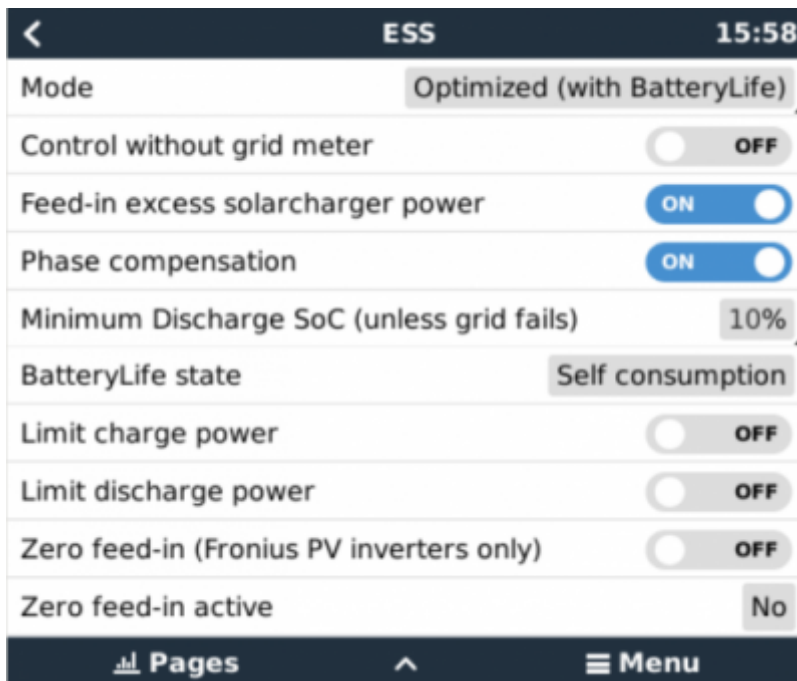 ESS 15:58
Mode Optimized (with BatteryLife)
Control without grid meter OFF
Feed-in excess solarcharger power ON
Phase compensation ON
Minimum Discharge SoC (unless grid fails) 10%
BatteryLife state Self consumption
Limit charge power OFF
Limit discharge power OFF
Zero feed-in (Fronius PV inverters only) OFF
Zero feed-in active No
Pages Menu